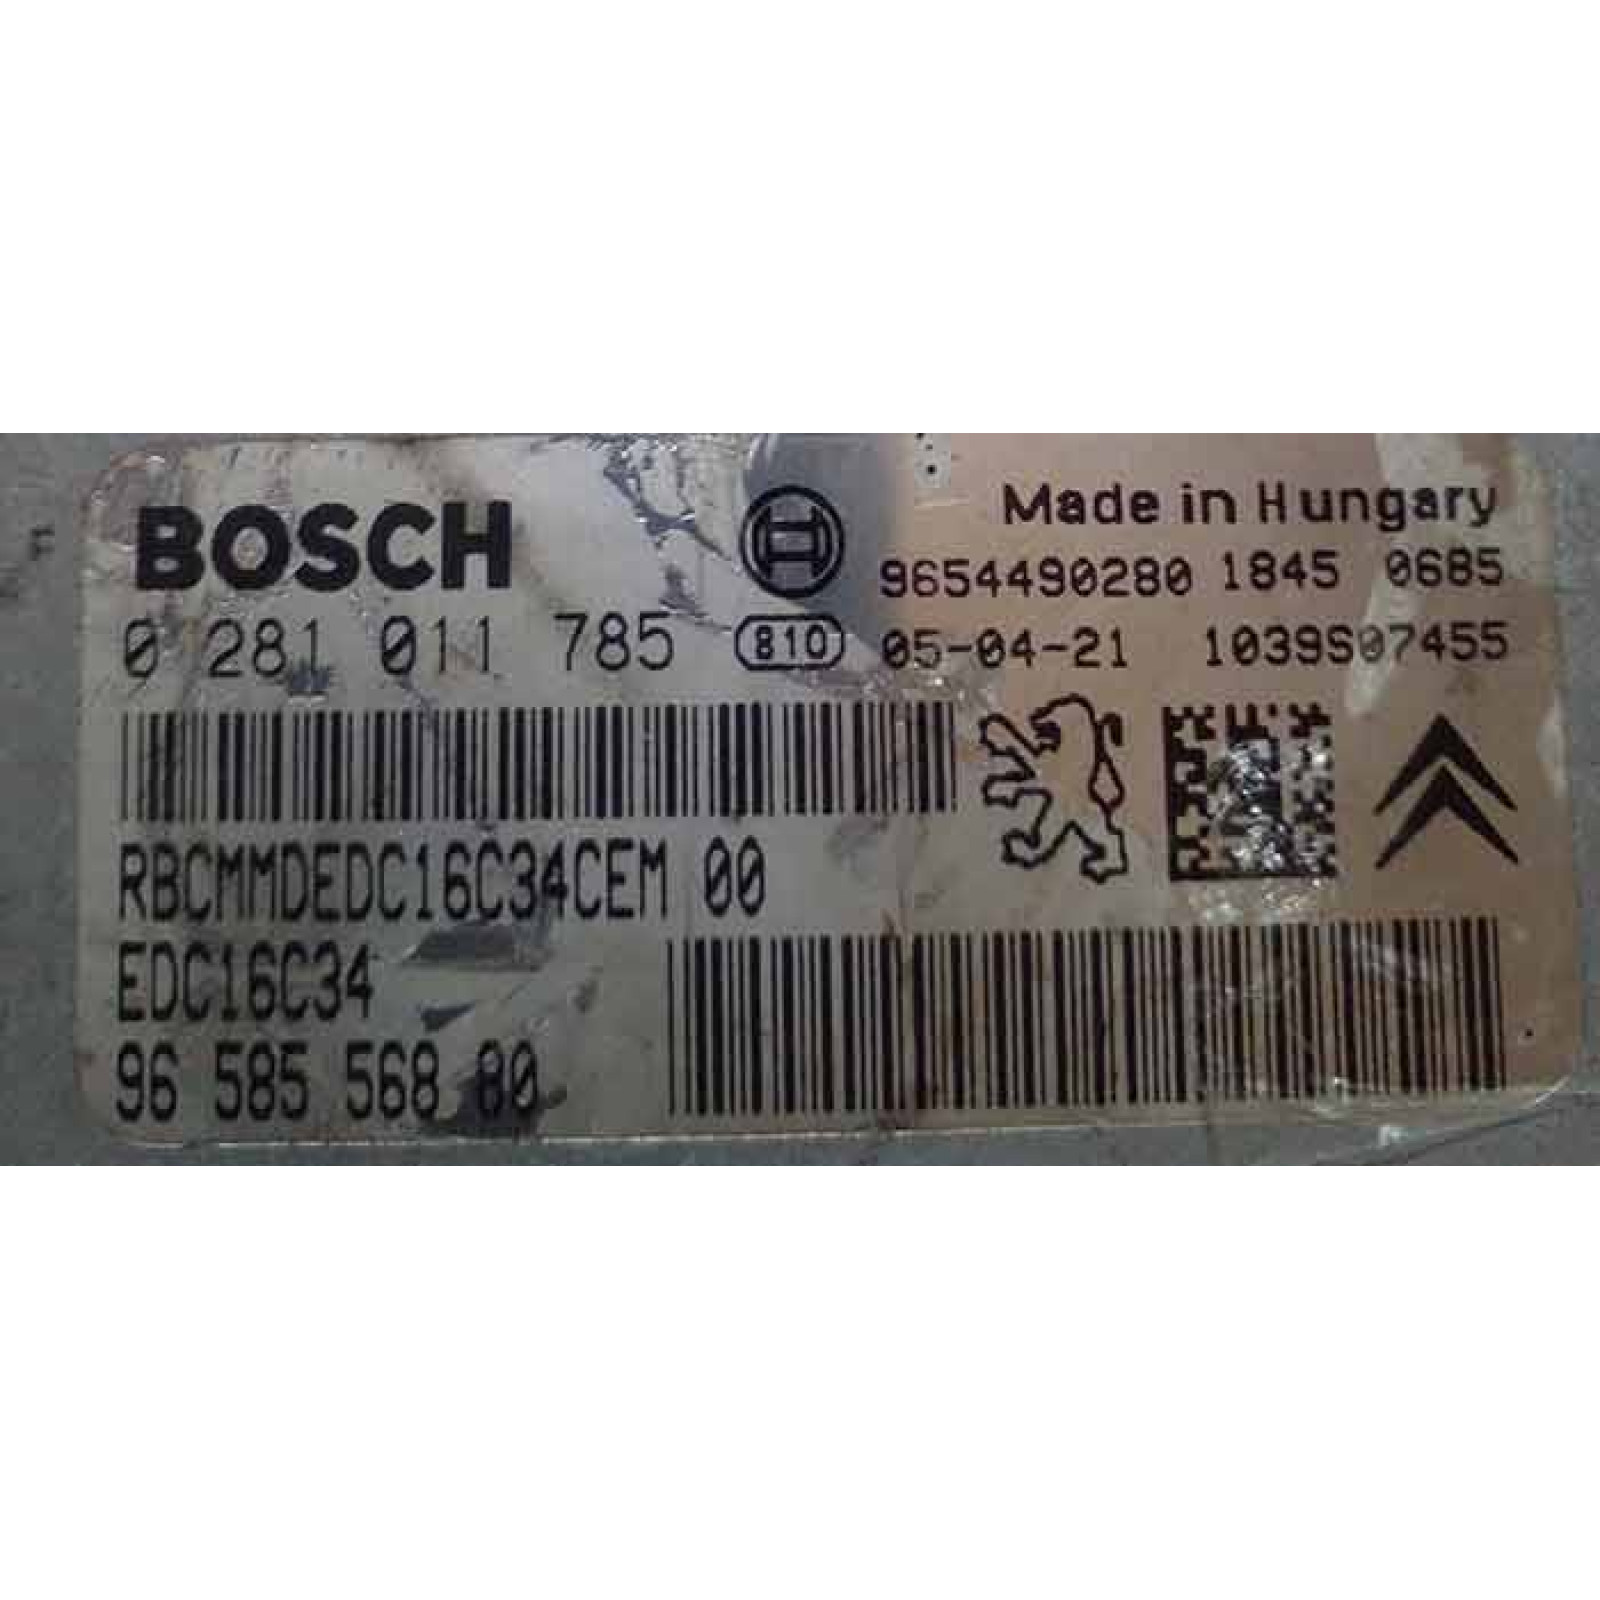 BOSCH
Made in Hungary
9654490280 1845 0685
0 281 011 785 810 05-04-21 1039S07455
RBCMMDEDC16C34CEM 00
EDC16C34
96 585 568 80